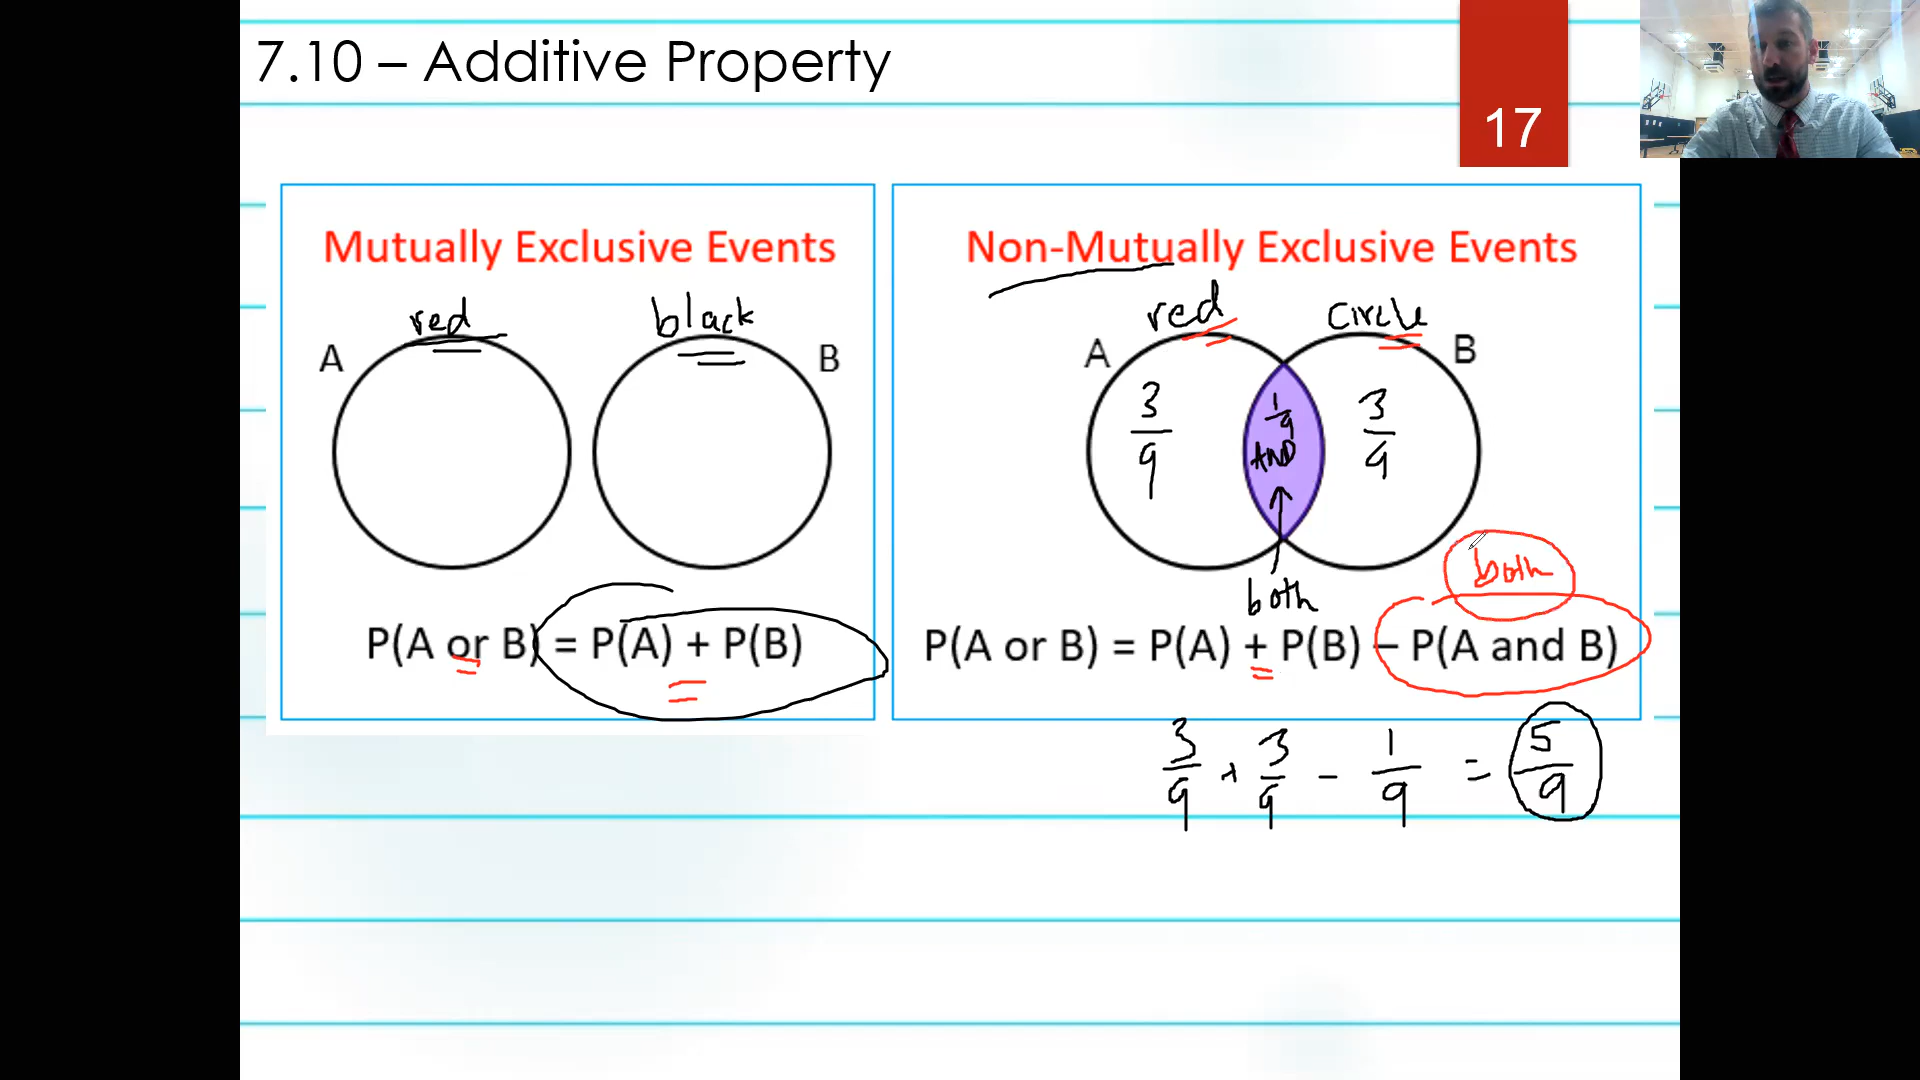 7.10 – Additive Property
17
Mutually Exclusive Events
red
black
A
B
P(A or B) = P(A) + P(B)
Non-Mutually Exclusive Events
red
circle
A
B
3/9
1/9
AND
3/9
both
both
P(A or B) = P(A) + P(B) – P(A and B)
3/9 + 3/9 - 1/9 = 5/9